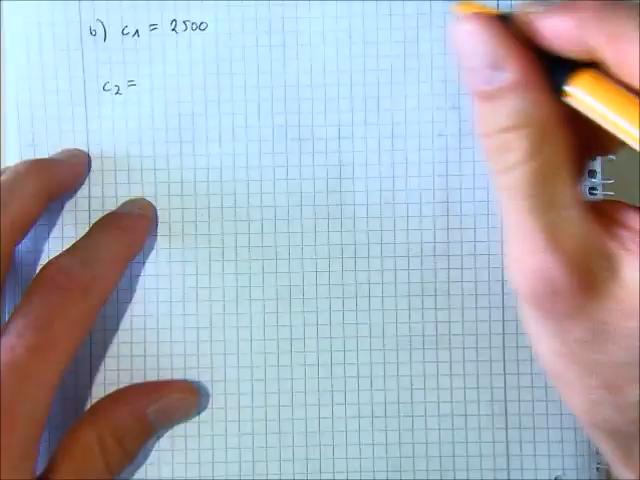 b) c₁ = 2500
c₂ =